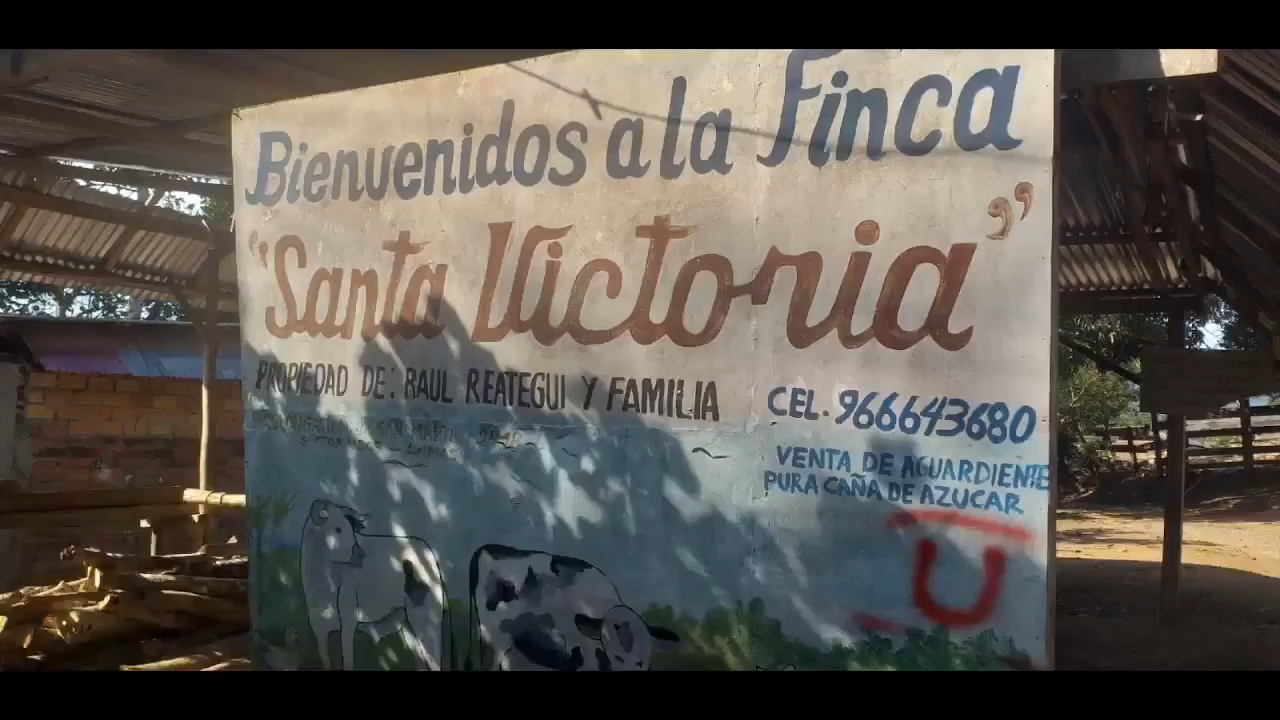 Bienvenidos a la Finca
"Santa Victoria"
PROPIEDAD DE: RAUL REATEGUI Y FAMILIA
CEL. 966643680
VENTA DE AGUARDIENTE
PURA CAÑA DE AZUCAR
U